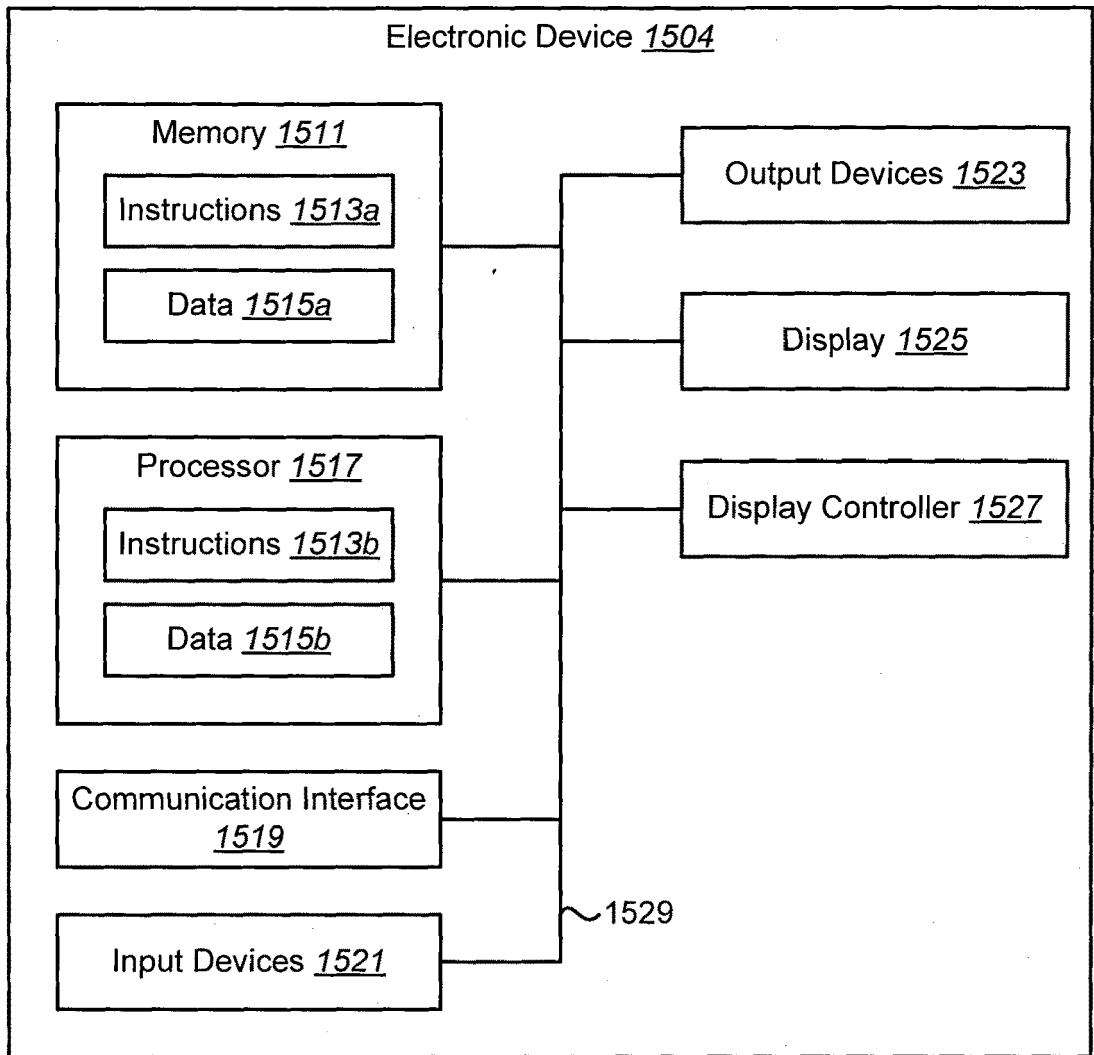 Electronic Device 1504
Memory 1511
Instructions 1513a
Data 1515a
Processor 1517
Instructions 1513b
Data 1515b
Communication Interface
1519
Input Devices 1521
Output Devices 1523
Display 1525
Display Controller 1527
1529